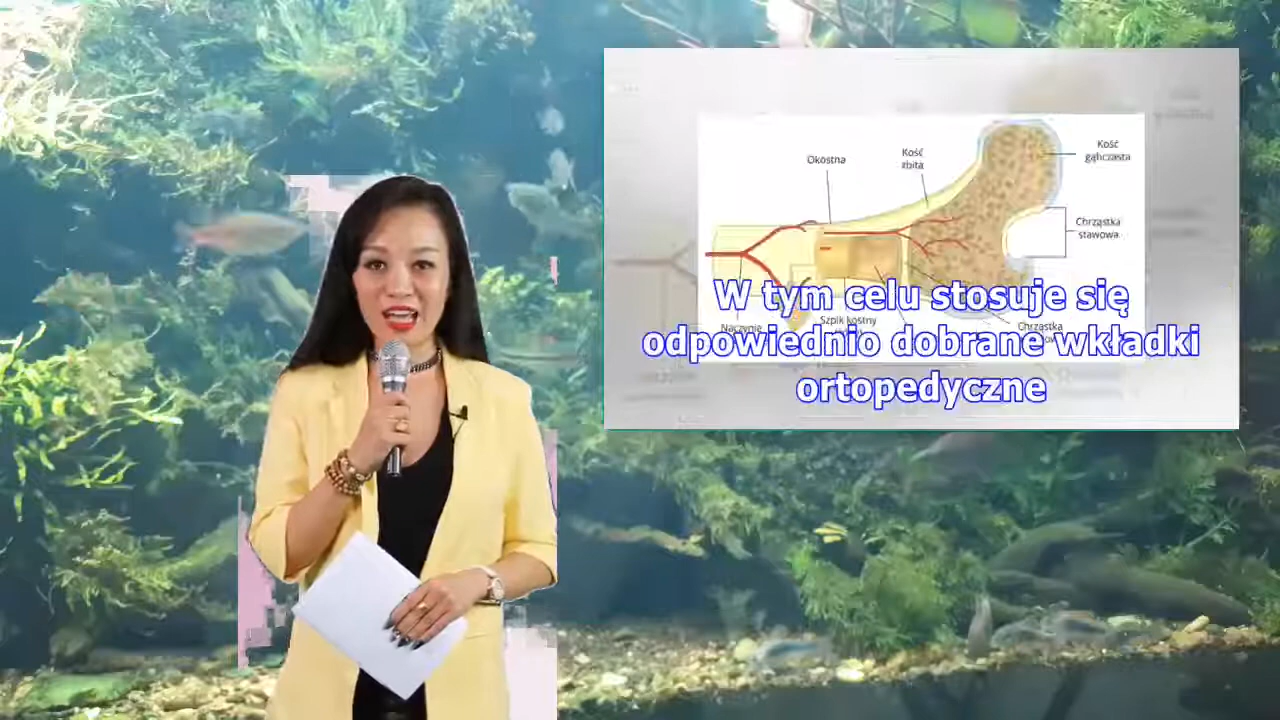 Okostna
Kość
zbita
Kość
gąbczasta
Chrząstka
stawowa
Naczynie
Szpik kostny
Chrząstka
W tym celu stosuje się
odpowiednio dobrane wkładki
ortopedyczne